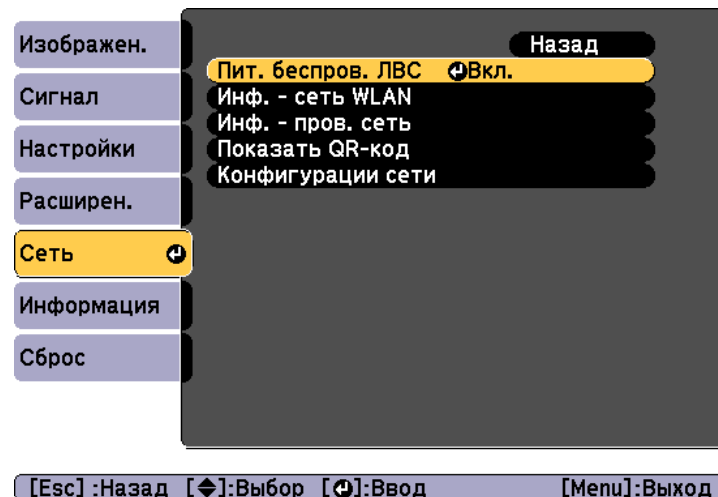 Изображен.
Сигнал
Настройки
Расширен.
Сеть
Информация
Сброс
Назад
Пит. беспров. ЛВС Вкл.
Инф. - сеть WLAN
Инф. - пров. сеть
Показать QR-код
Конфигурации сети
[Esc] :Назад [◆]:Выбор [⏎]:Ввод [Menu]:Выход